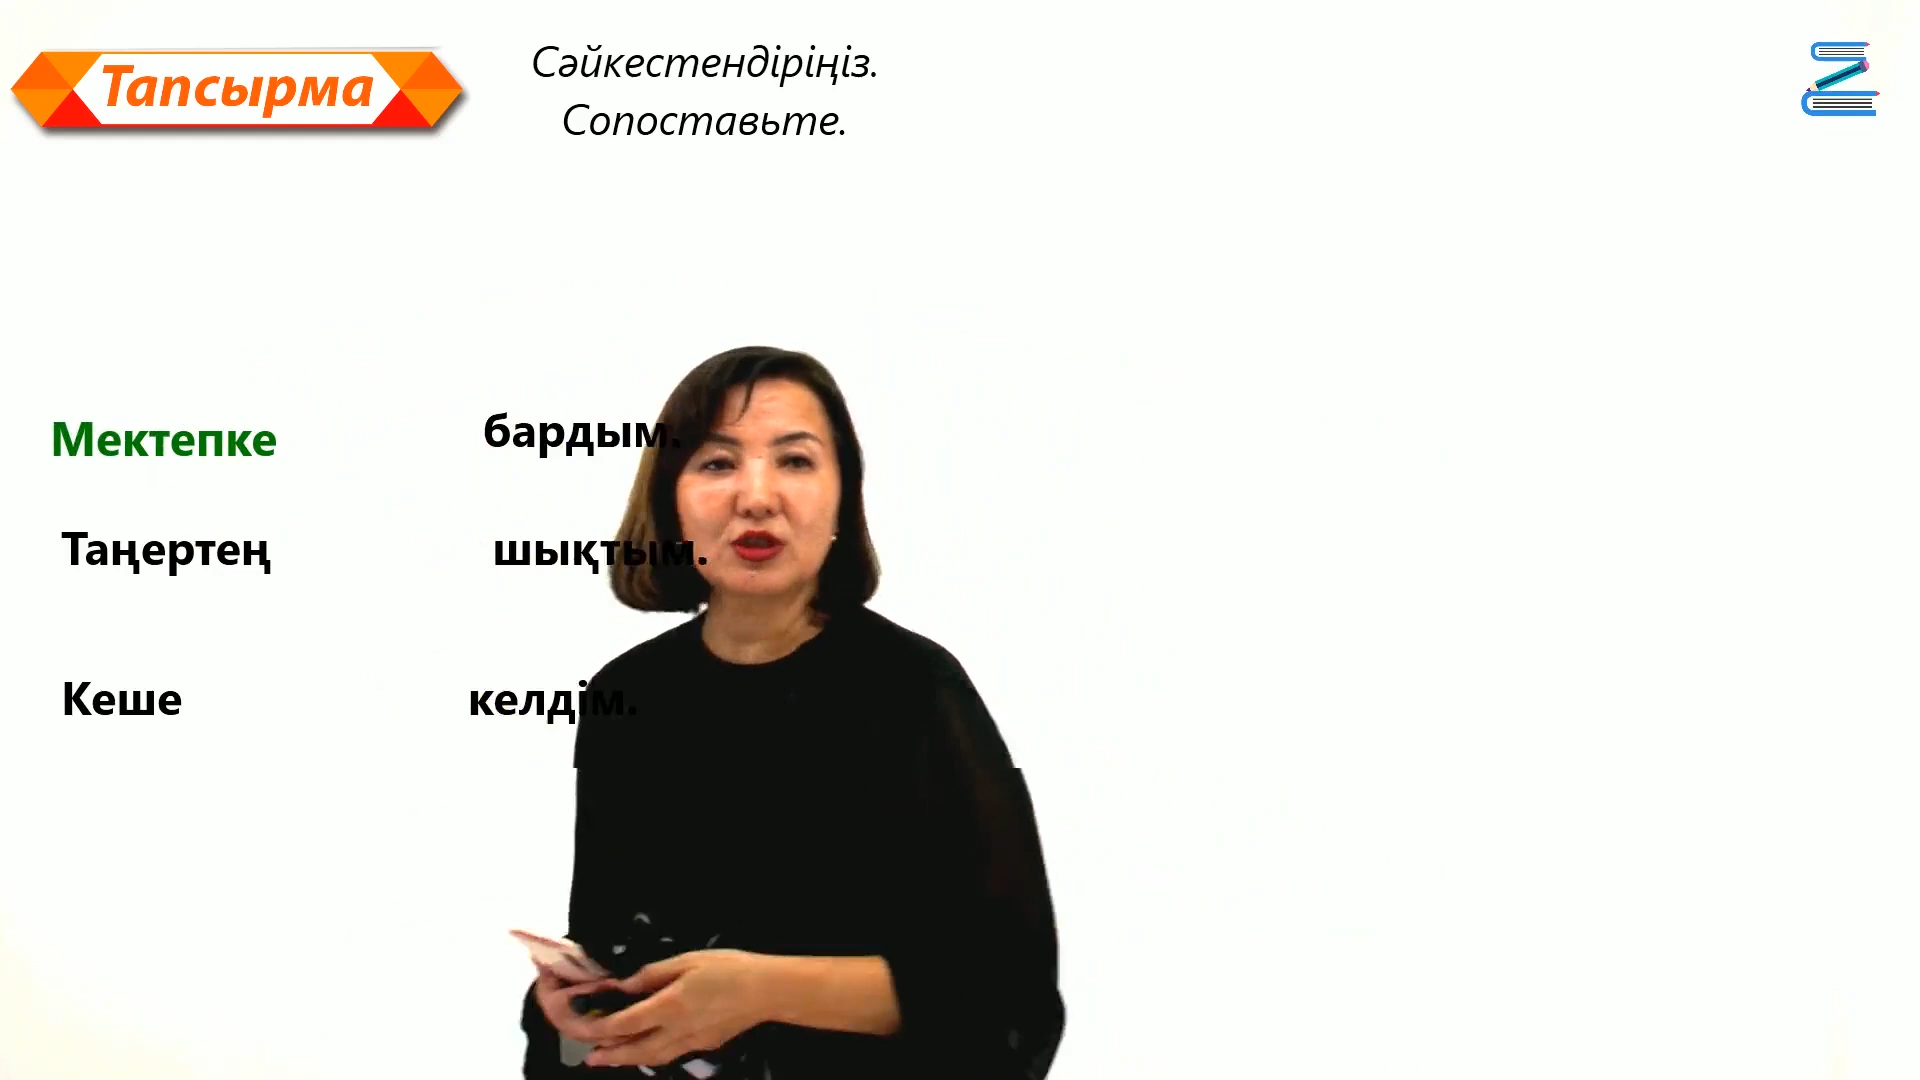 Тапсырма
Сәйкестендіріңіз.
Сопоставьте.
Мектепке бардым.
Таңертең шықтым.
Кеше келдім.